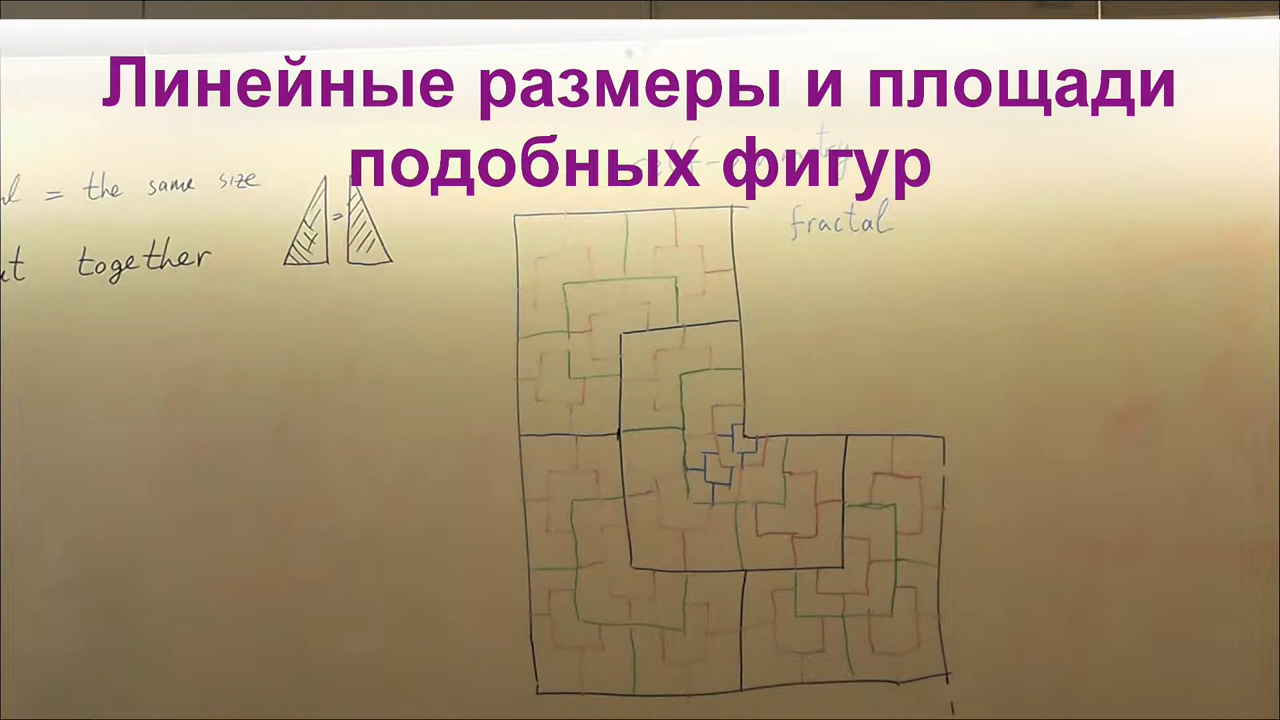 Линейные размеры и площади
подобных фигур
= the same size
together
=
fractal